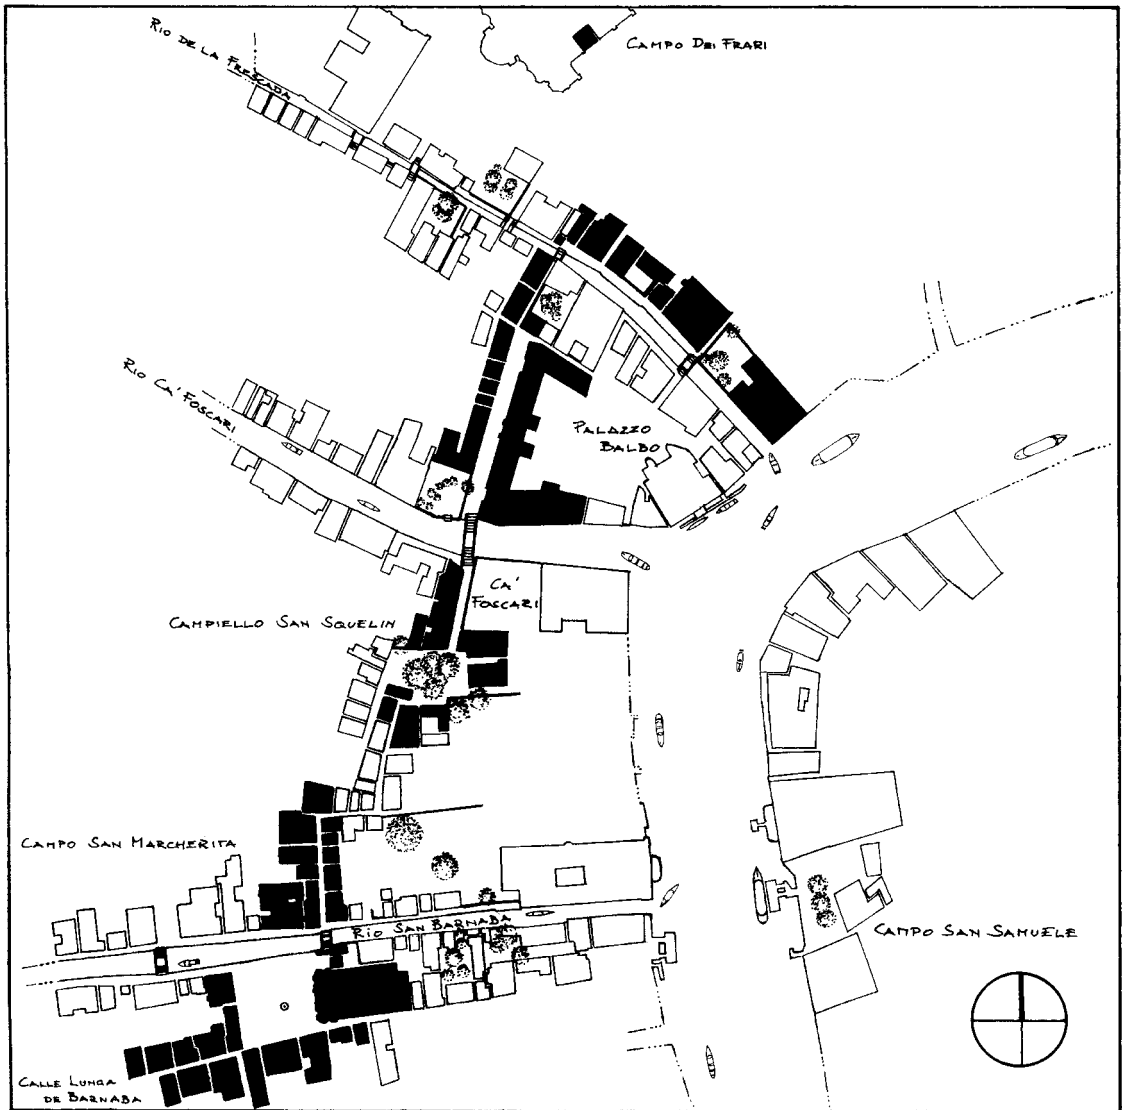 RIO DE LA FRESCADA
CAMPO DEI FRARI
RIO CA' FOSCARI
PALAZZO
BALBO
CA'
FOSCARI
CAMPIELLO SAN SQUELIN
CAMPO SAN MARCHERITA
RIO SAN BARNABA
CAMPO SAN SAMUELE
CALLE LUNGA
DE BARNABA